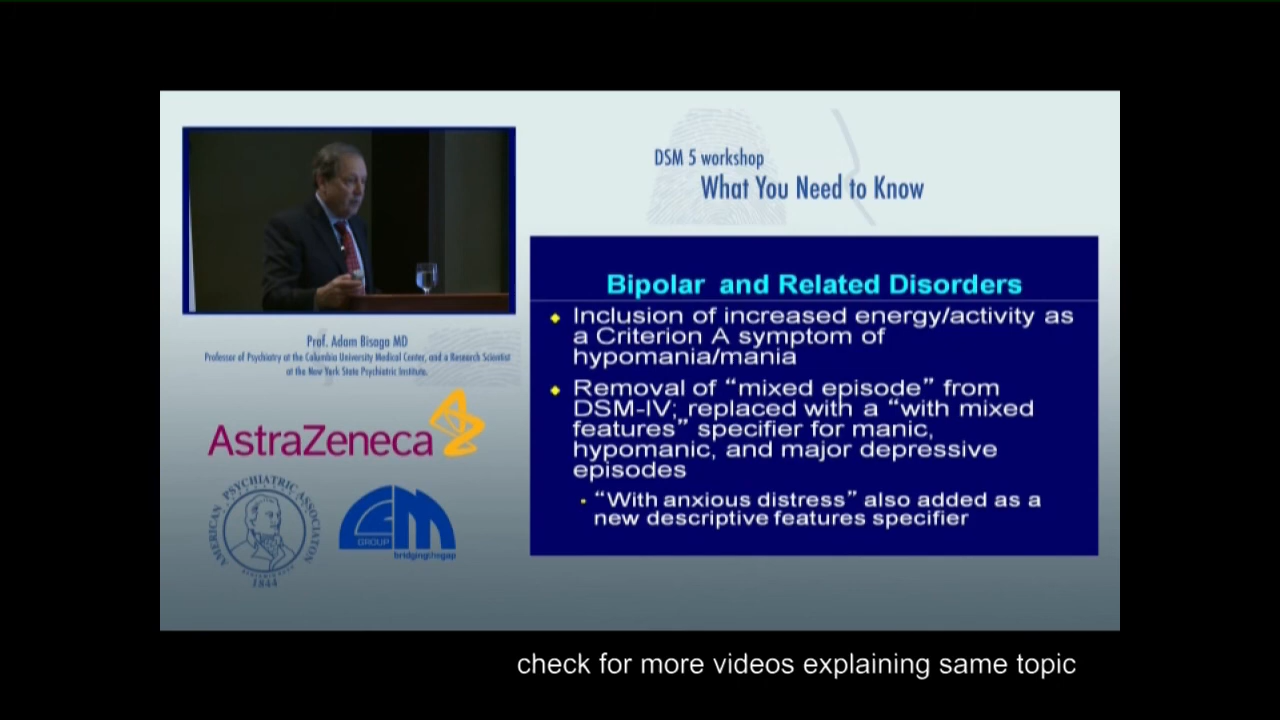 DSM 5 workshop
What You Need to Know
Prof. Adam Bisaga MD
Professor of Psychiatry at the Columbia University Medical Center, and a Research Scientist
at the New York State Psychiatric Institute.
AstraZeneca
AMERICAN PSYCHIATRIC ASSOCIATION
1844
GROUP
bridgingthegap
Bipolar and Related Disorders
Inclusion of increased energy/activity as
a Criterion A symptom of
hypomania/mania
Removal of “mixed episode” from
DSM-IV; replaced with a “with mixed
features” specifier for manic,
hypomanic, and major depressive
episodes
“With anxious distress” also added as a
new descriptive features specifier
check for more videos explaining same topic